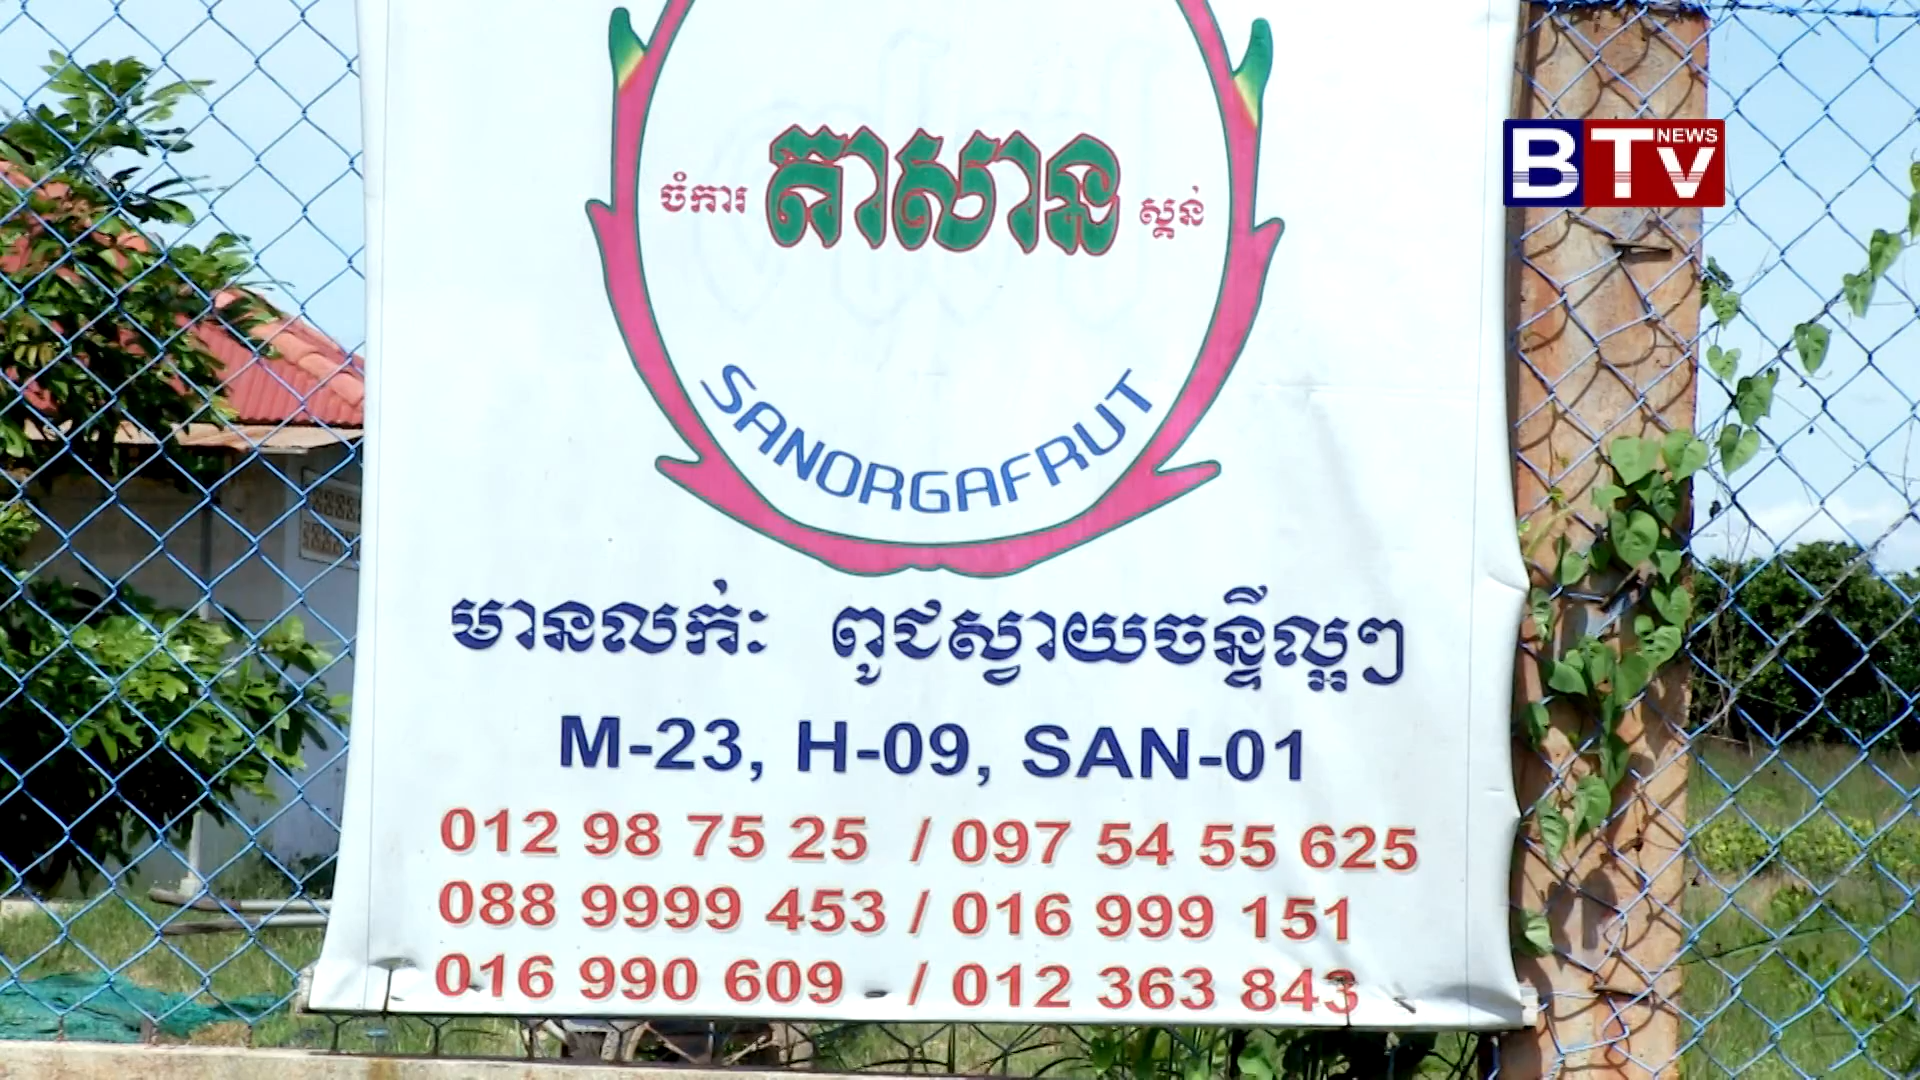 BTV NEWS
ចំការ តាសាន ស្គន់
SANORGAFRUT
មានលក់: ពូជស្វាយចន្ទីល្អៗ
M-23, H-09, SAN-01
012 98 75 25 / 097 54 55 625
088 9999 453 / 016 999 151
016 990 609 / 012 363 843